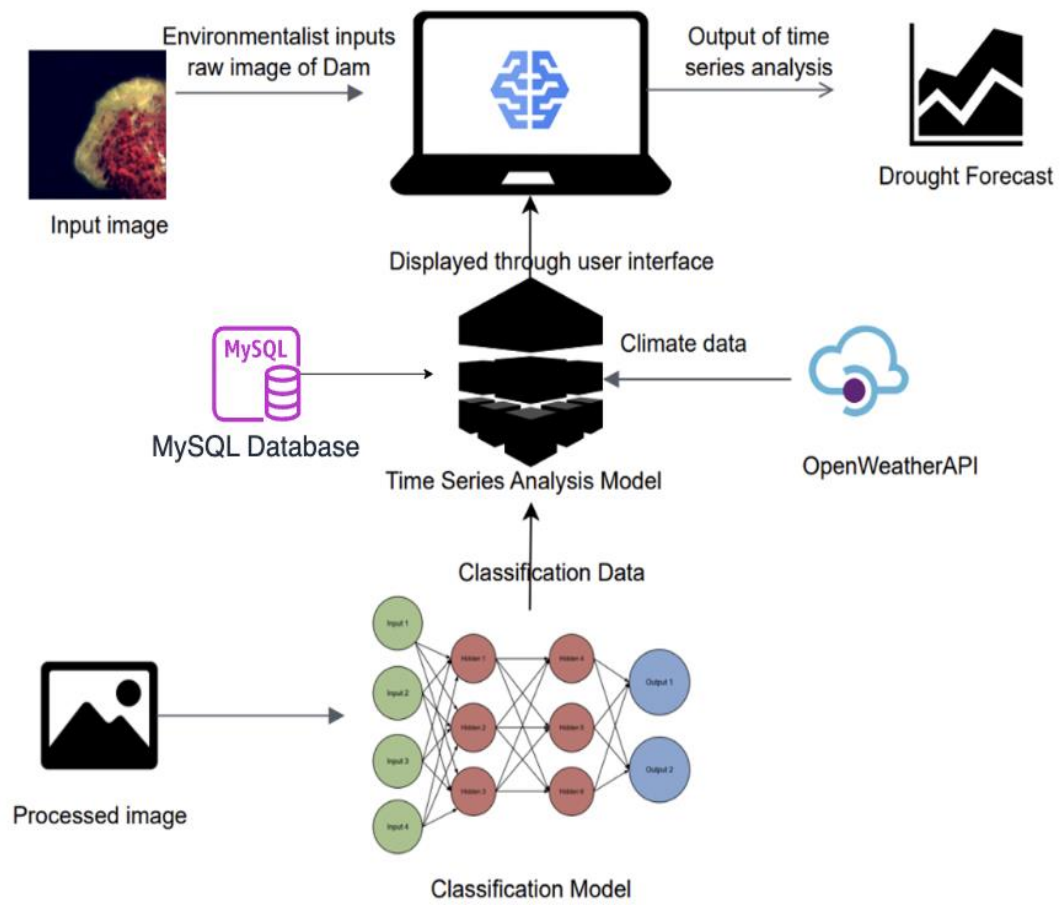 Environmentalist inputs
raw image of Dam
Output of time
series analysis
Input image
Drought Forecast
Displayed through user interface
MySQL
MySQL Database
Climate data
OpenWeatherAPI
Time Series Analysis Model
Classification Data
Input 1
Input 2
Input 3
Input 4
Hidden 1
Hidden 2
Hidden 3
Hidden 4
Hidden 5
Hidden 6
Output 1
Output 2
Processed image
Classification Model